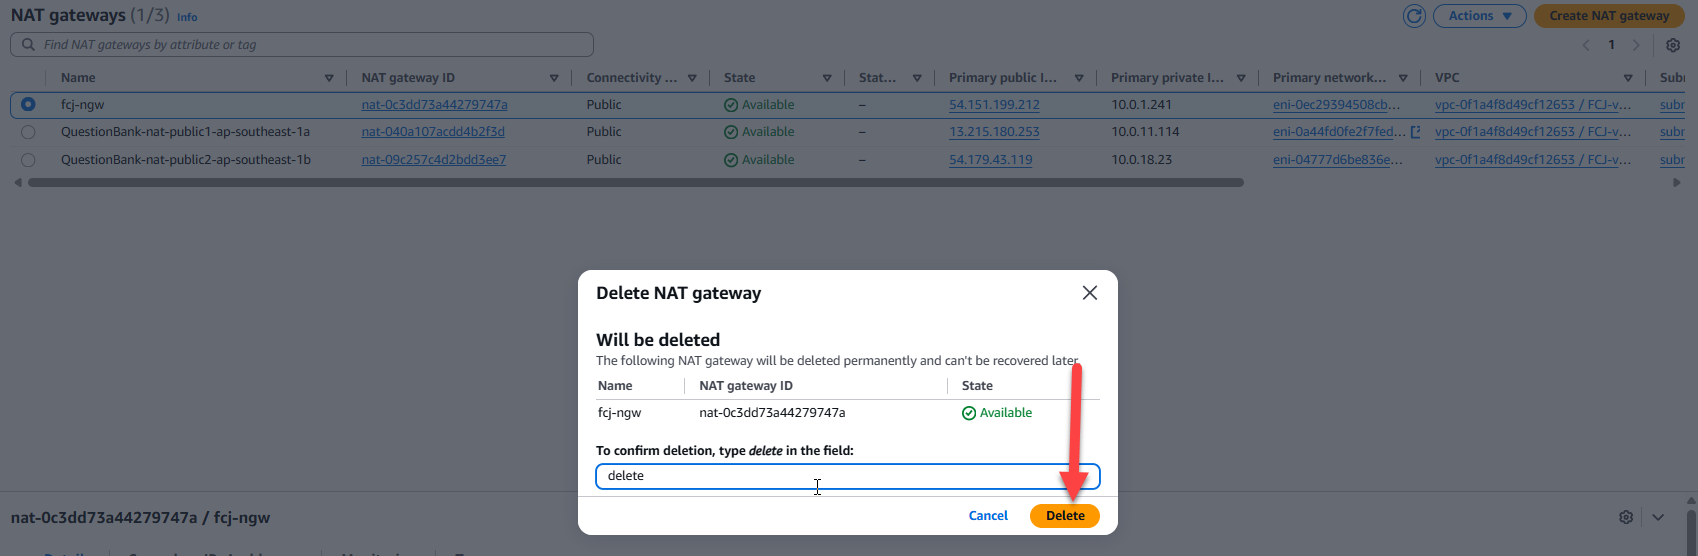 NAT gateways (1/3) Info
Actions
Create NAT gateway
Find NAT gateways by attribute or tag
1
Name NAT gateway ID Connectivity ... State Stat... Primary public I... Primary private I... Primary network... VPC Subr
fcj-ngw nat-0c3dd73a44279747a Public Available – 54.151.199.212 10.0.1.241 eni-0ec29394508cb... vpc-0f1a4f8d49cf12653 / FCJ-v... subr
QuestionBank-nat-public1-ap-southeast-1a nat-040a107acdd4b2f3d Public Available – 13.215.180.253 10.0.11.114 eni-0a44fd0fe2f7fed... vpc-0f1a4f8d49cf12653 / FCJ-v... subr
QuestionBank-nat-public2-ap-southeast-1b nat-09c257c4d2bdd3ee7 Public Available – 54.179.43.119 10.0.18.23 eni-04777d6be836e... vpc-0f1a4f8d49cf12653 / FCJ-v... subr
Delete NAT gateway
Will be deleted
The following NAT gateway will be deleted permanently and can't be recovered later.
Name NAT gateway ID State
fcj-ngw nat-0c3dd73a44279747a Available
To confirm deletion, type delete in the field:
delete
Cancel
Delete
nat-0c3dd73a44279747a / fcj-ngw